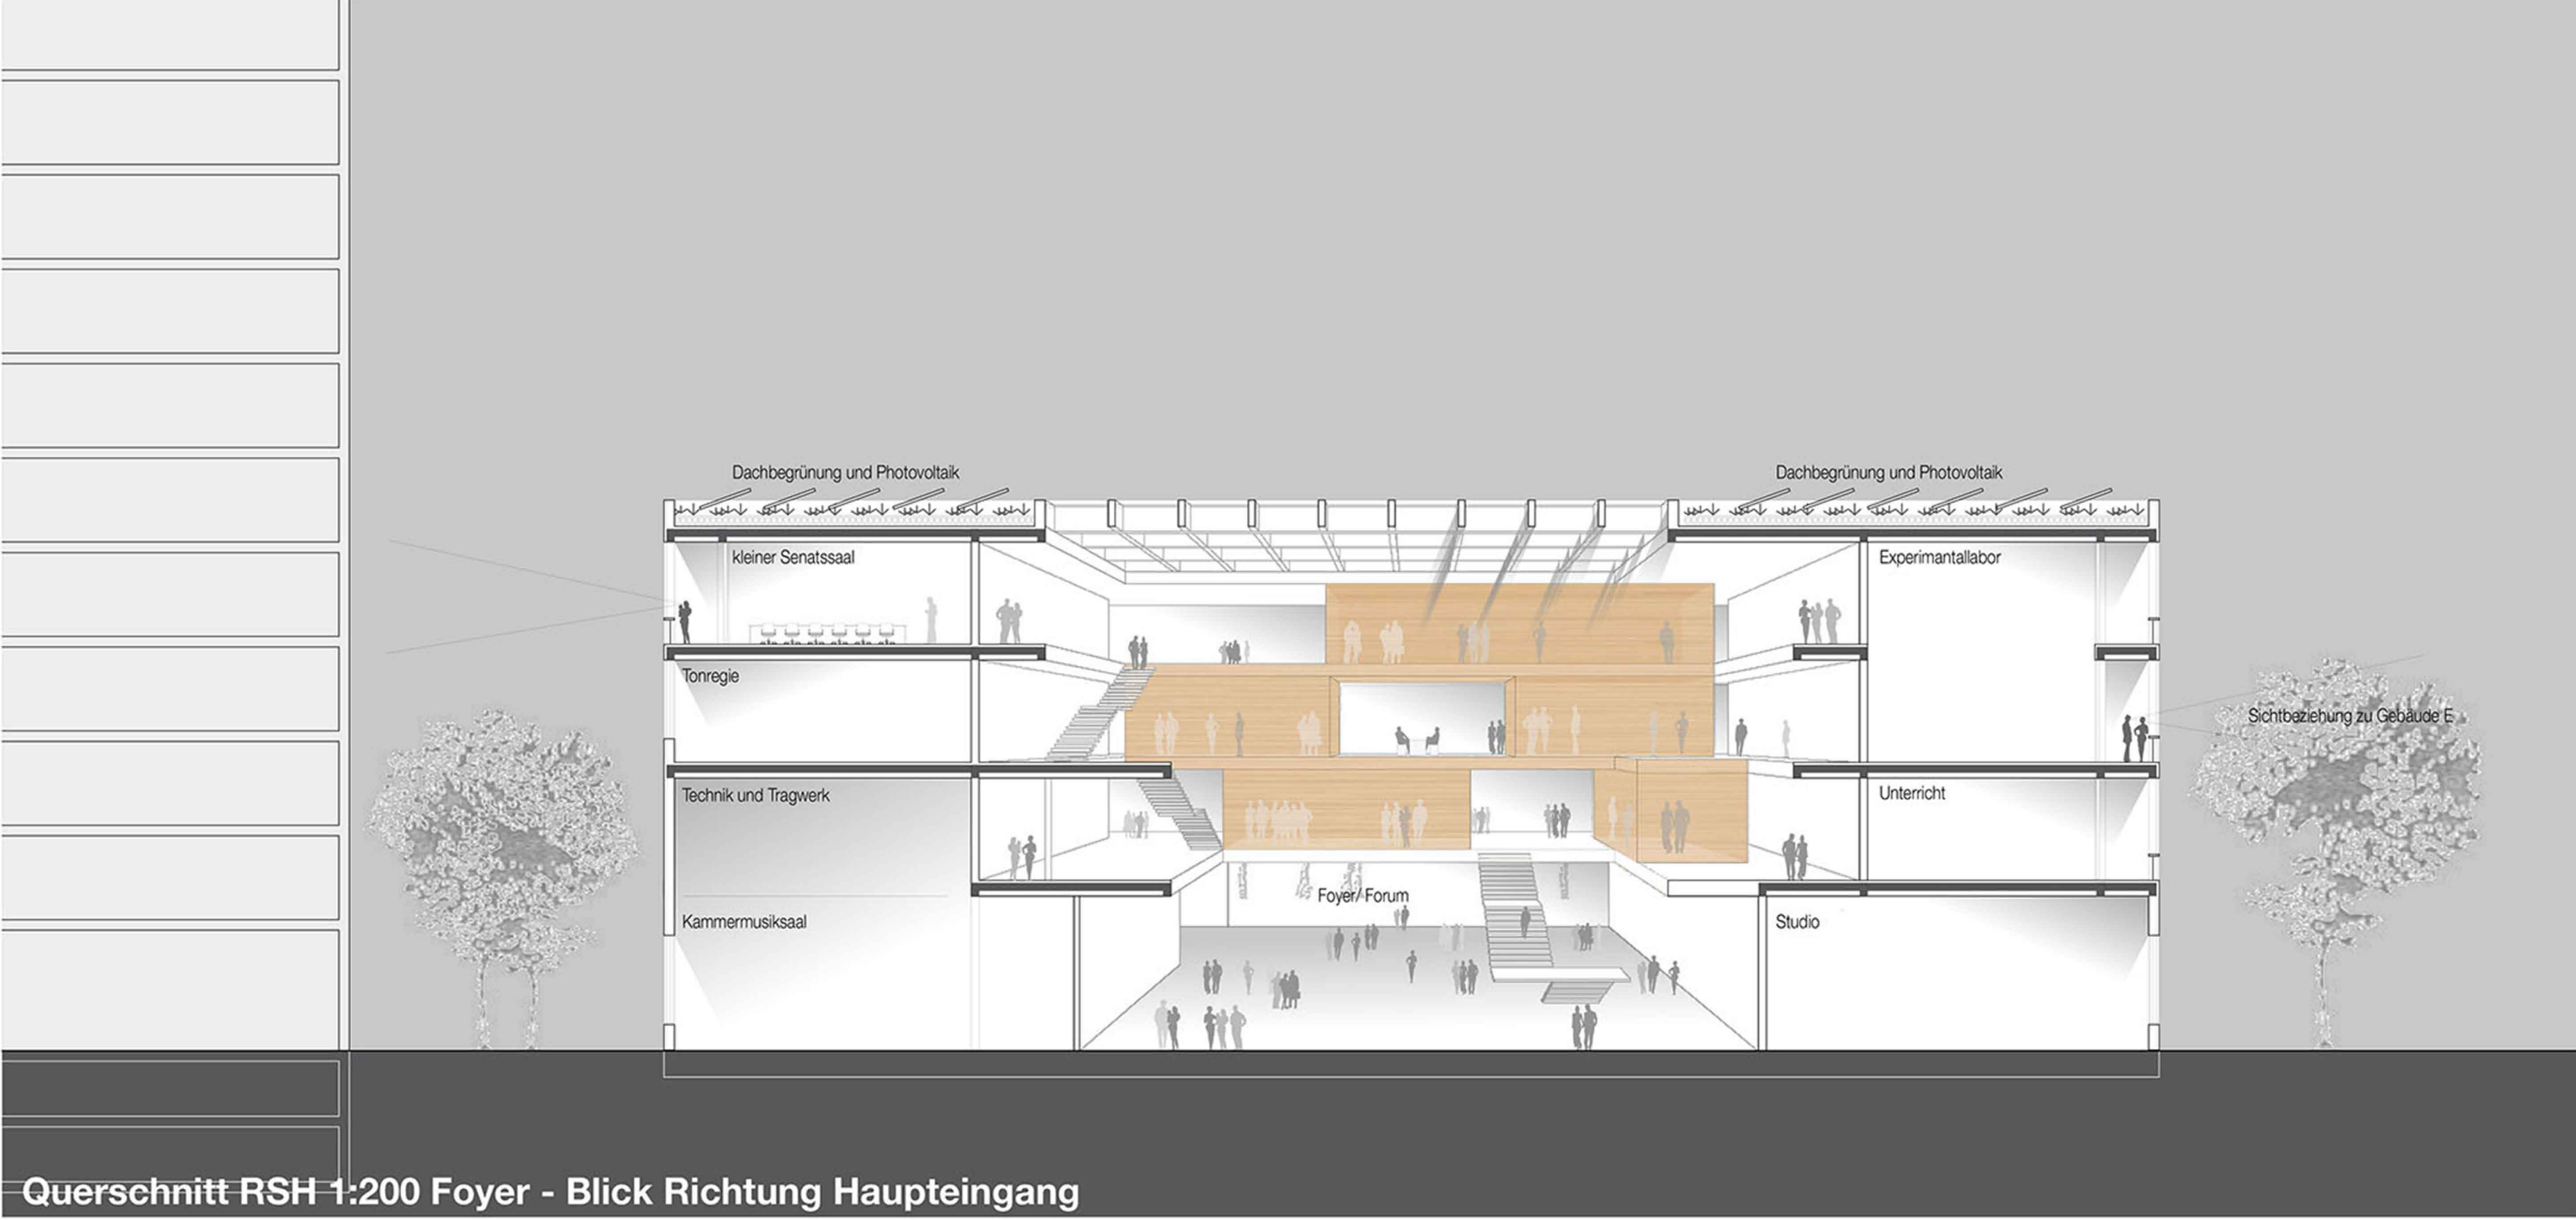 Dachbegrünung und Photovoltaik
Dachbegrünung und Photovoltaik
kleiner Senatssaal
Experimantallabor
Tonregie
Sichtbeziehung zu Gebäude E
Technik und Tragwerk
Unterricht
Foyer/ Forum
Kammermusiksaal
Studio
Querschnitt RSH 1:200 Foyer - Blick Richtung Haupteingang